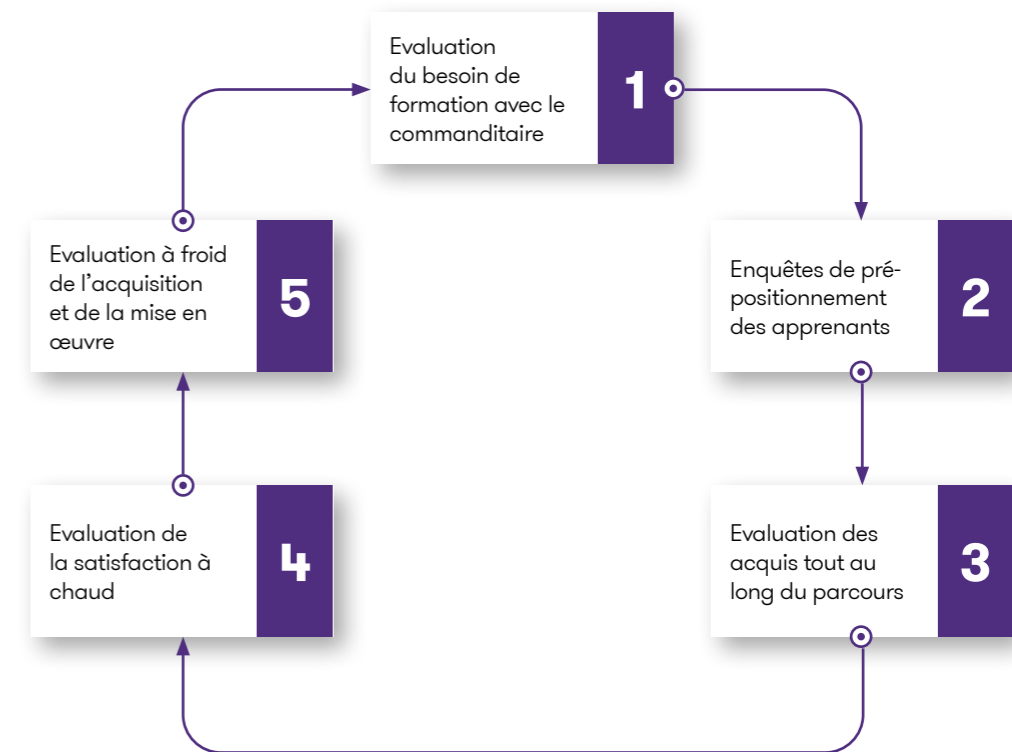 Evaluation
du besoin de
formation avec le
commanditaire
1
Enquêtes de pré-
positionnement
des apprenants
2
Evaluation des
acquis tout au
long du parcours
3
Evaluation de
la satisfaction à
chaud
4
Evaluation à froid
de l'acquisition
et de la mise en
œuvre
5